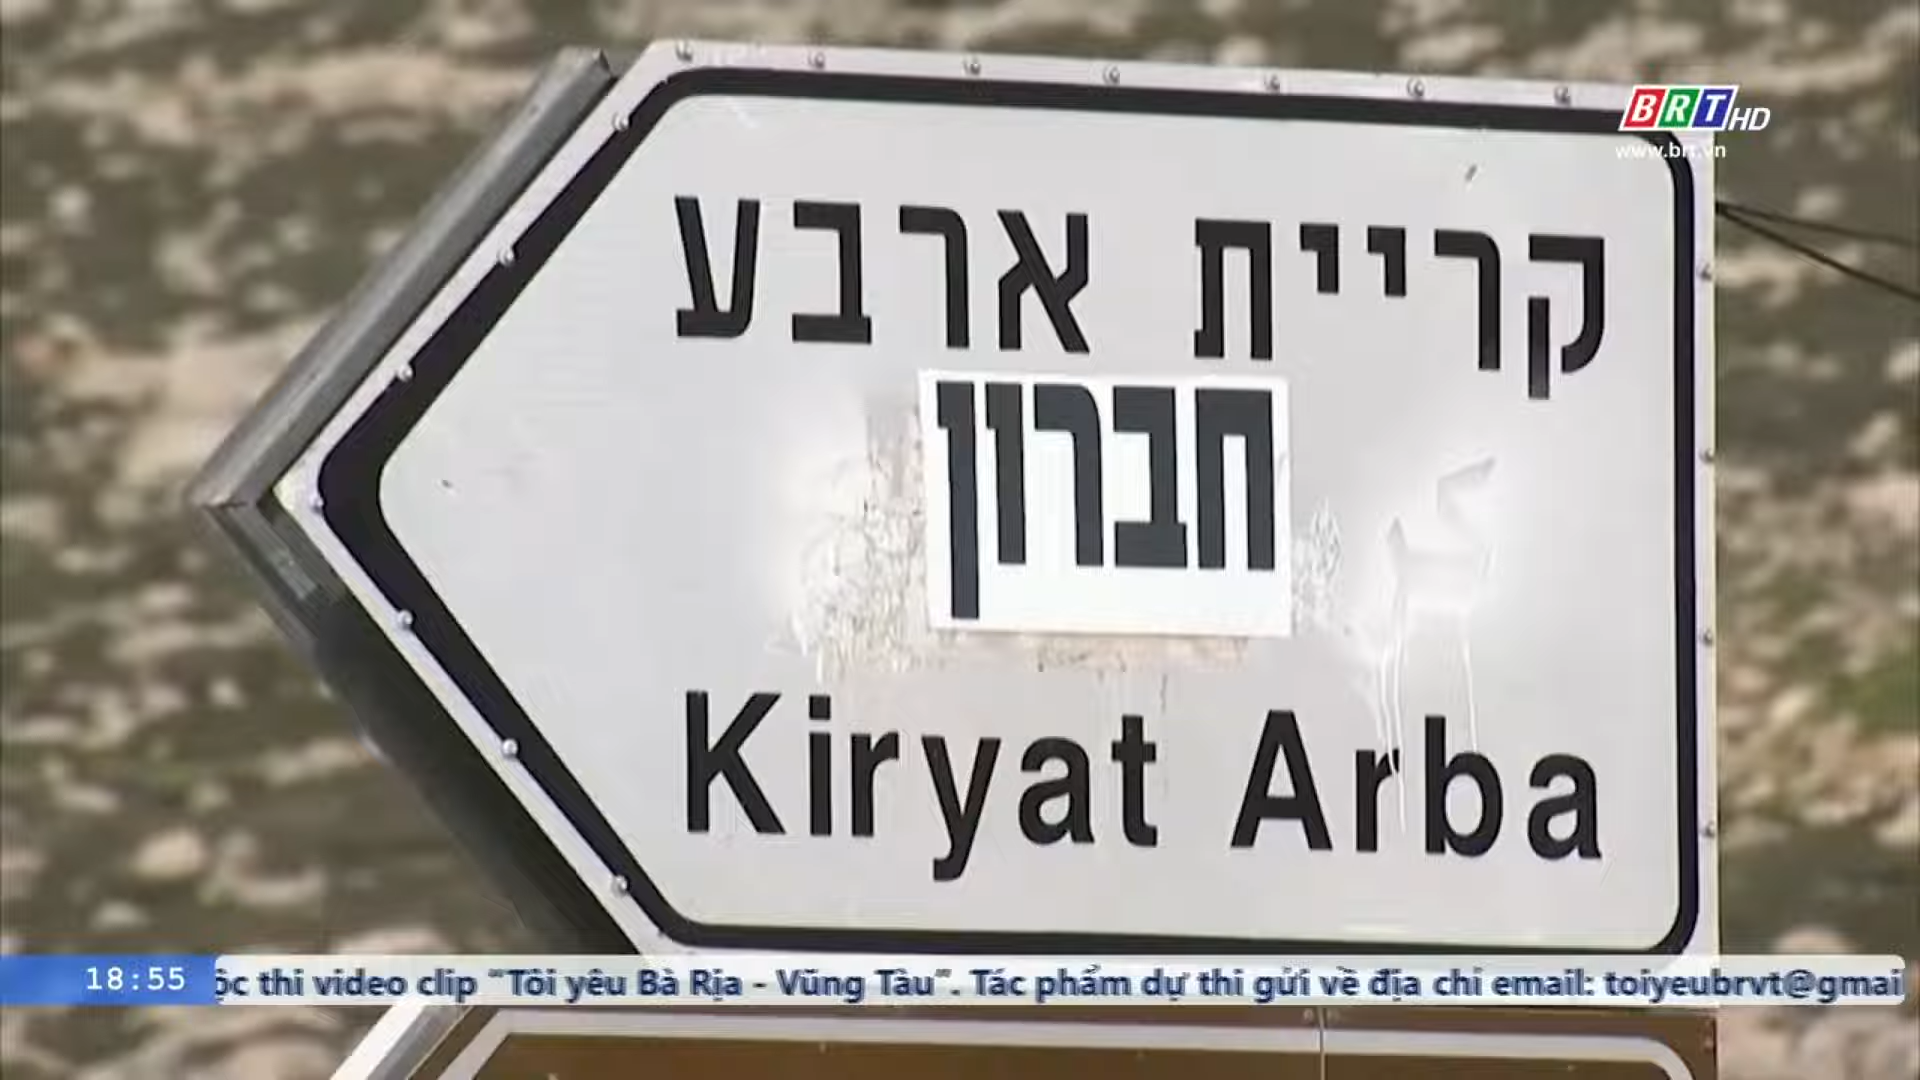 BRT HD
www.brt.vn
קריית ארבע
חברון
Kiryat Arba
18:55
ộc thi video clip "Tôi yêu Bà Rịa - Vũng Tàu". Tác phẩm dự thi gửi về địa chỉ email: toiyeubrvt@gmai